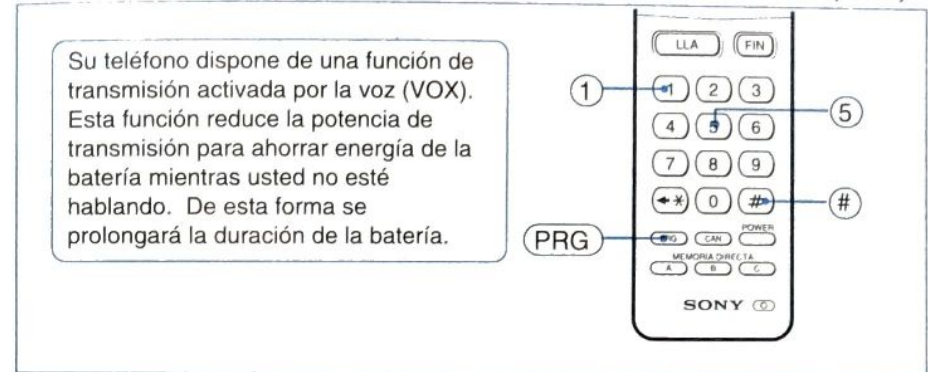 Su teléfono dispone de una función de
transmisión activada por la voz (VOX).
Esta función reduce la potencia de
transmisión para ahorrar energía de la
batería mientras usted no esté
hablando. De esta forma se
prolongará la duración de la batería.
LLA FIN
1
1 2 3
5
4 5 6
7 8 9
* 0 #
#
PRG
PRG CAN POWER
MEMORIA DIRECTA
A B C
SONY